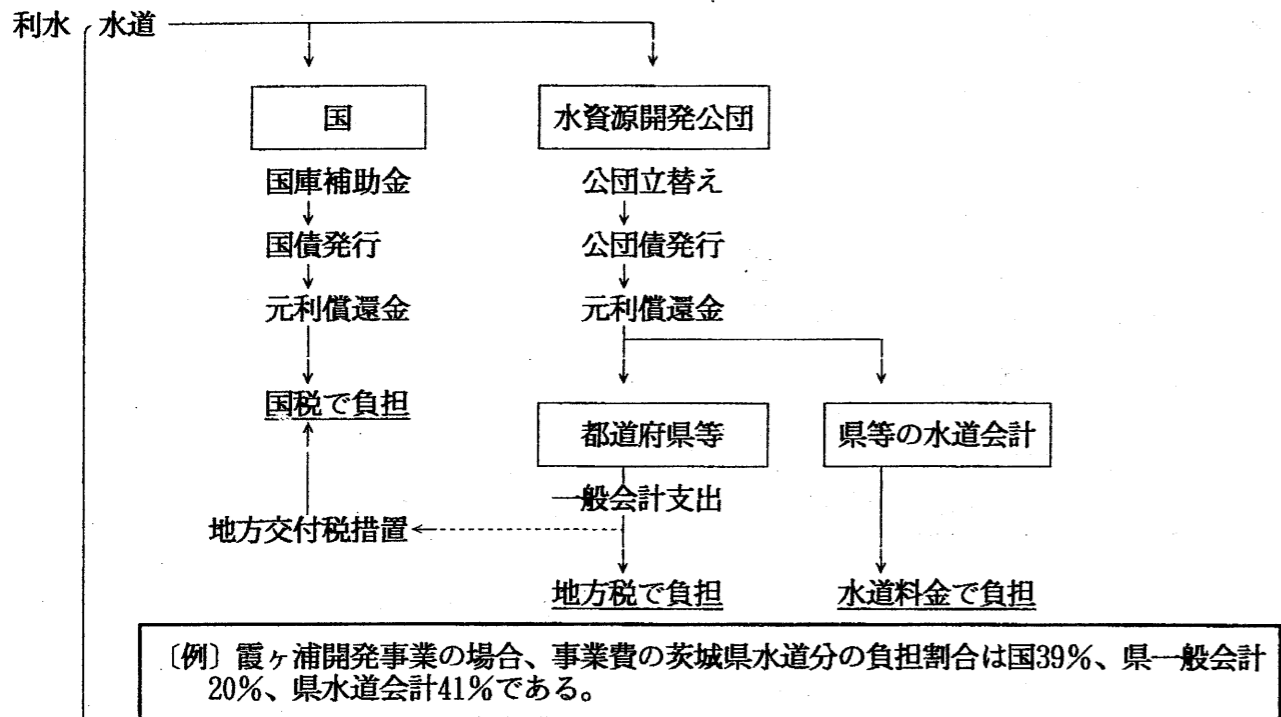 利水 水道
国 水資源開発公団
国庫補助金 公団立替え
国債発行 公団債発行
元利償還金 元利償還金
国税で負担
都道府県等 県等の水道会計
一般会計支出
地方交付税措置
地方税で負担 水道料金で負担
〔例〕霞ヶ浦開発事業の場合、事業費の茨城県水道分の負担割合は国39%、県一般会計
20%、県水道会計41%である。